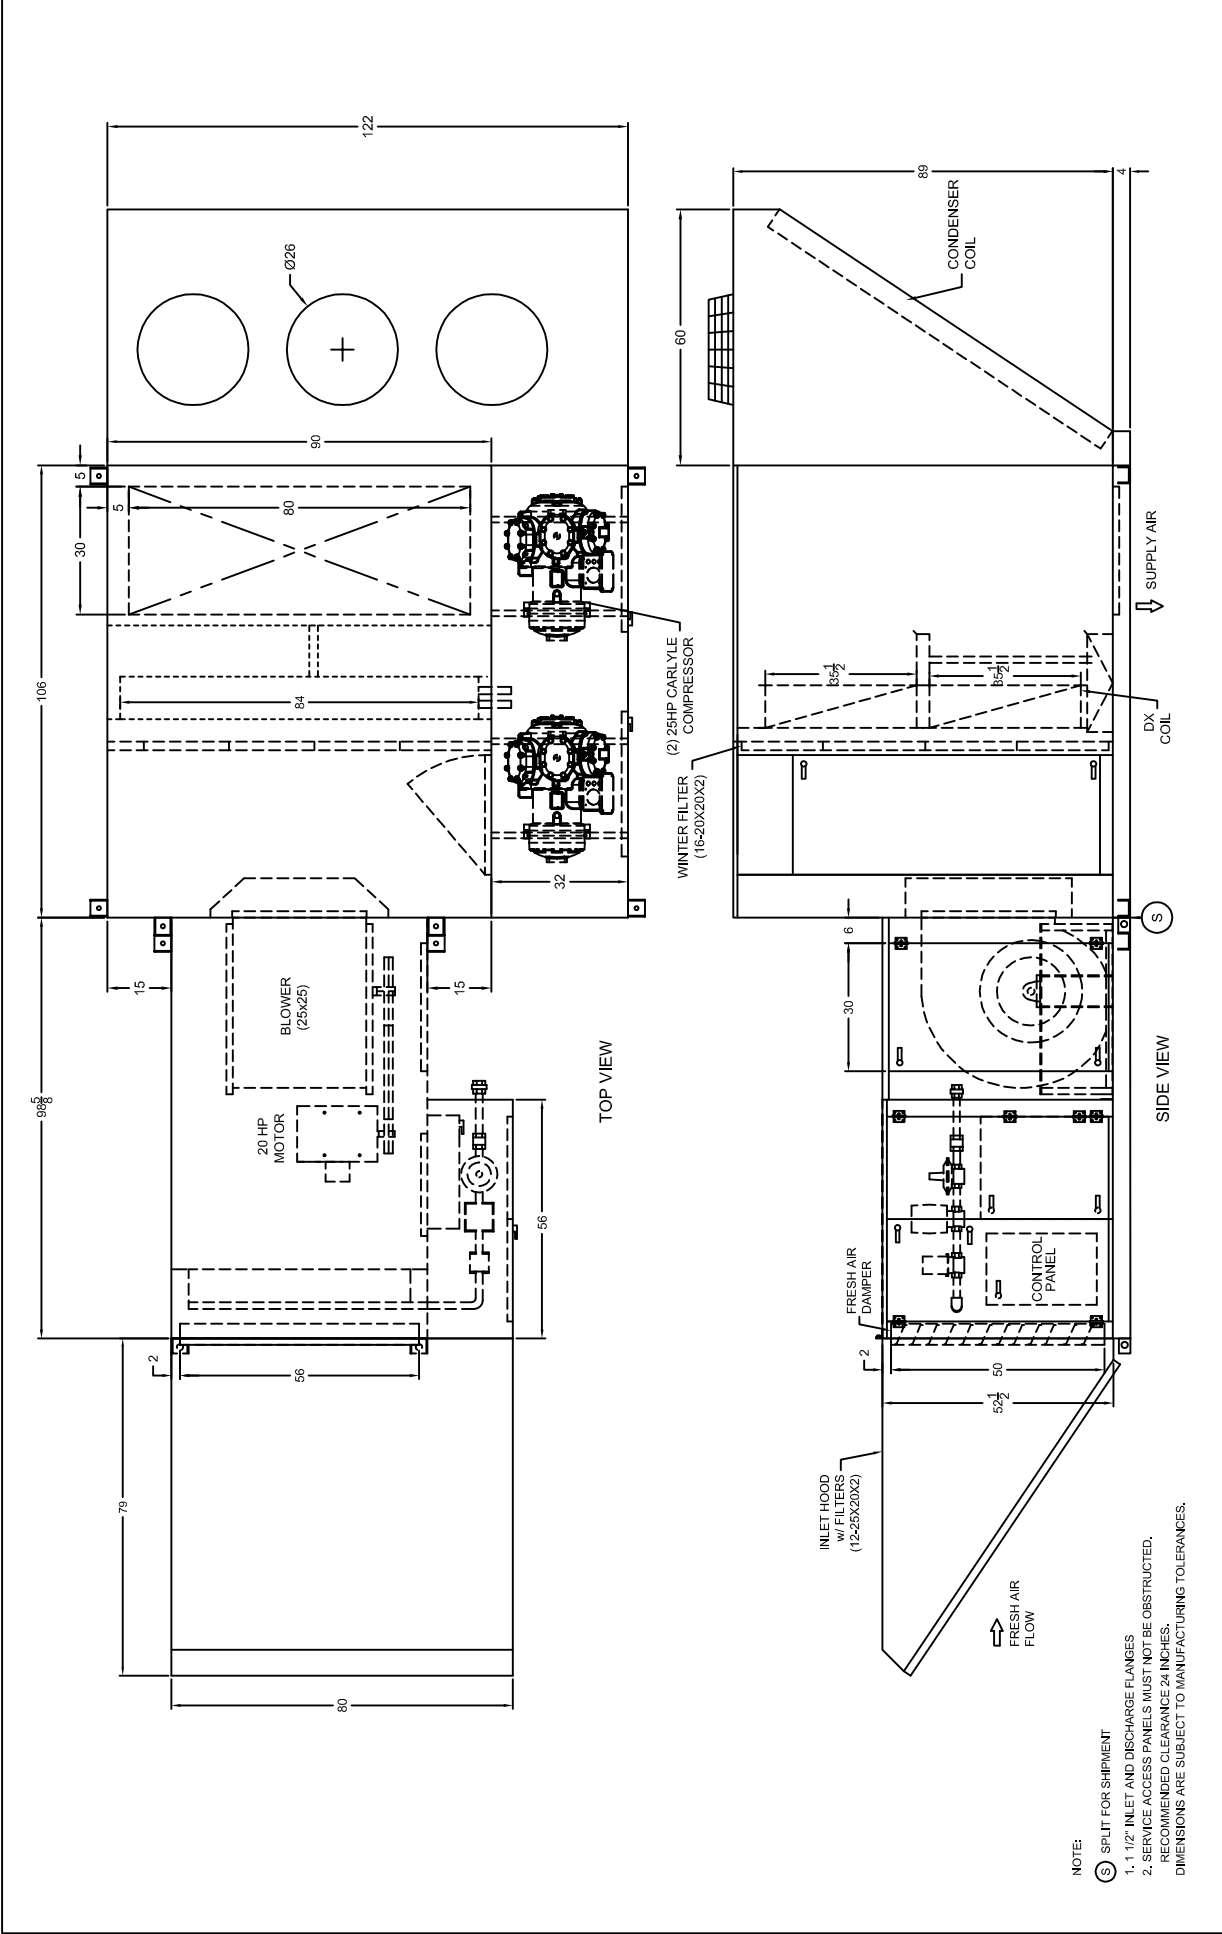 122
Ø26
90
5
5
80
30
106
84
(2) 25HP CARLYLE
COMPRESSOR
32
15
15
98 5/8
BLOWER
(25x25)
20 HP
MOTOR
56
2
56
79
80
TOP VIEW
89
4
CONDENSER
COIL
60
SUPPLY AIR
35 1/2
35 1/2
DX
COIL
WINTER FILTER
(16-20X20X2)
S
6
30
SIDE VIEW
CONTROL
PANEL
FRESH AIR
DAMPER
2
50
52 1/2
INLET HOOD
w/ FILTERS
(12-25X20X2)
FRESH AIR
FLOW
NOTE:
S SPLIT FOR SHIPMENT
1. 1 1/2" INLET AND DISCHARGE FLANGES
2. SERVICE ACCESS PANELS MUST NOT BE OBSTRUCTED.
RECOMMENDED CLEARANCE 24 INCHES.
DIMENSIONS ARE SUBJECT TO MANUFACTURING TOLERANCES.